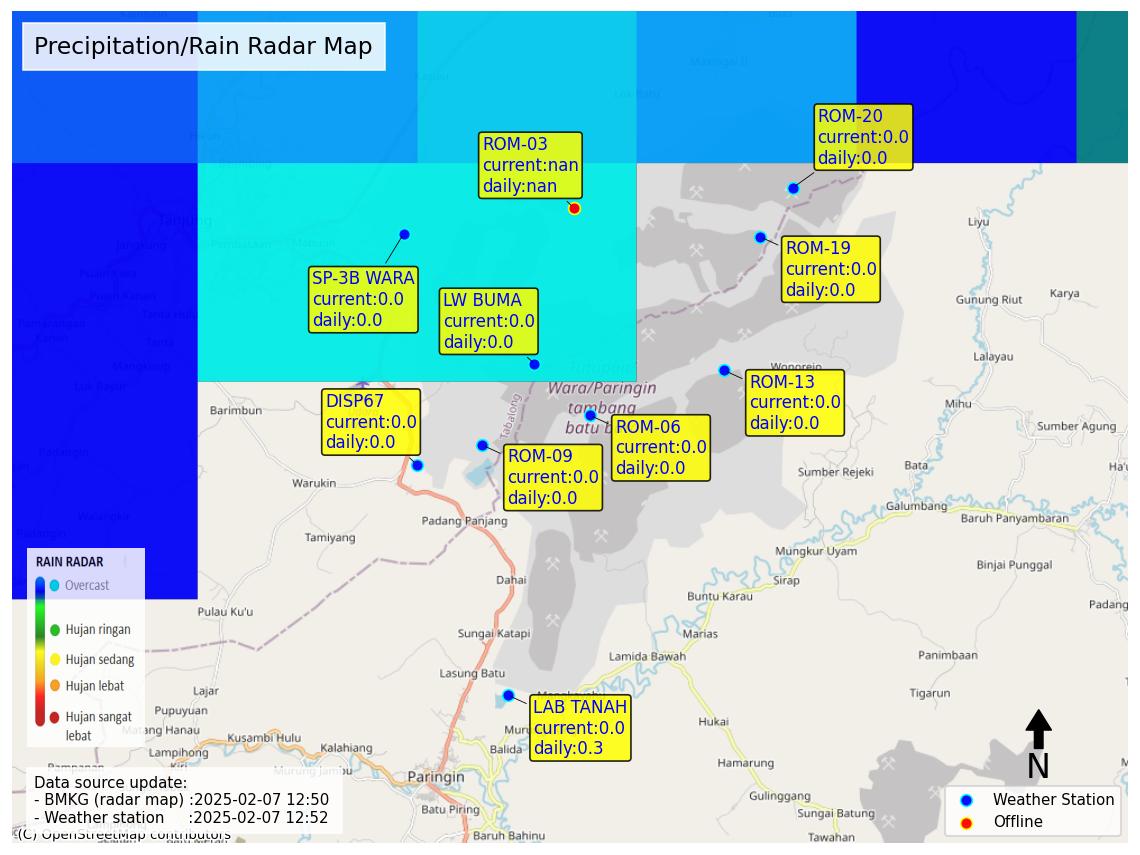 Precipitation/Rain Radar Map
ROM-20
current:0.0
daily:0.0
ROM-03
current:nan
daily:nan
Liyu
ROM-19
current:0.0
daily:0.0
SP-3B WARA
current:0.0
daily:0.0
LW BUMA
current:0.0
daily:0.0
Gunung Riut
Karya
Lalayau
Wonorejo
Wara/Paringin
tambang
batu b
ROM-13
current:0.0
daily:0.0
DISP67
current:0.0
daily:0.0
Barimbun
Tabalong
Mihu
ROM-06
current:0.0
daily:0.0
Sumber Agung
ROM-09
current:0.0
daily:0.0
Bata
Sumber Rejeki
Warukin
Galumbang
Padang Panjang
Baruh Panyambaran
Tamiyang
Mungkur Uyam
Binjai Punggal
RAIN RADAR
Overcast
Hujan ringan
Hujan sedang
Hujan lebat
Hujan sangat
lebat
Dahai
Sirap
Buntu Karau
Padang
Pulau Ku'u
Sungai Katapi
Marias
Lamida Bawah
Panimbaan
Lasung Batu
Lajar
Tigarun
Pupuyuan
LAB TANAH
current:0.0
daily:0.3
Hukai
Matang Hanau
Kusambi Hulu
Kalahiang
Balida
Lampihong
Murung Jambu
Hamarung
N
Paringin
Data source update:
- BMKG (radar map) :2025-02-07 12:50
- Weather station :2025-02-07 12:52
Gulinggang
Weather Station
Offline
Batu Piring
Sungai Batung
Baruh Bahinu
Tawahan
(C) OpenStreetMap contributors